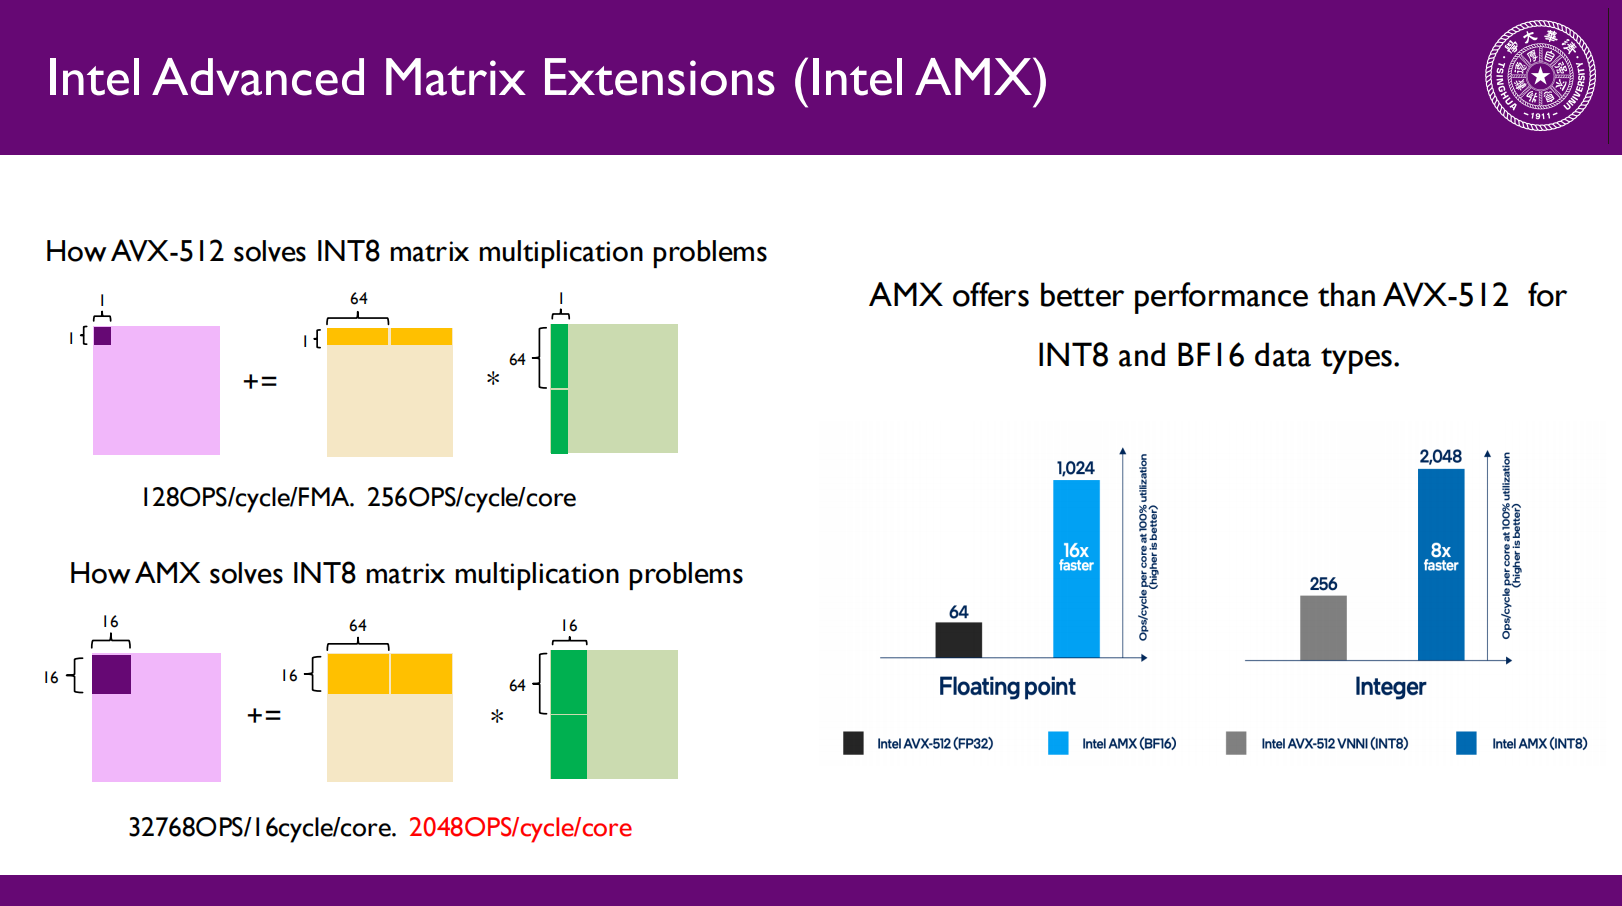 Intel Advanced Matrix Extensions (Intel AMX)
TSINGHUA UNIVERSITY
-1911-
How AVX-512 solves INT8 matrix multiplication problems
1
64
1
1
1
64
+=
*
128OPS/cycle/FMA. 256OPS/cycle/core
How AMX solves INT8 matrix multiplication problems
16
64
16
16
16
64
+=
*
32768OPS/16cycle/core. 2048OPS/cycle/core
AMX offers better performance than AVX-512 for
INT8 and BF16 data types.
64
1,024
16x
faster
Ops/cycle per core at 100% utilization
(higher is better)
Floating point
256
2,048
8x
faster
Ops/cycle per core at 100% utilization
(higher is better)
Integer
Intel AVX-512 (FP32)
Intel AMX (BF16)
Intel AVX-512 VNNI (INT8)
Intel AMX (INT8)